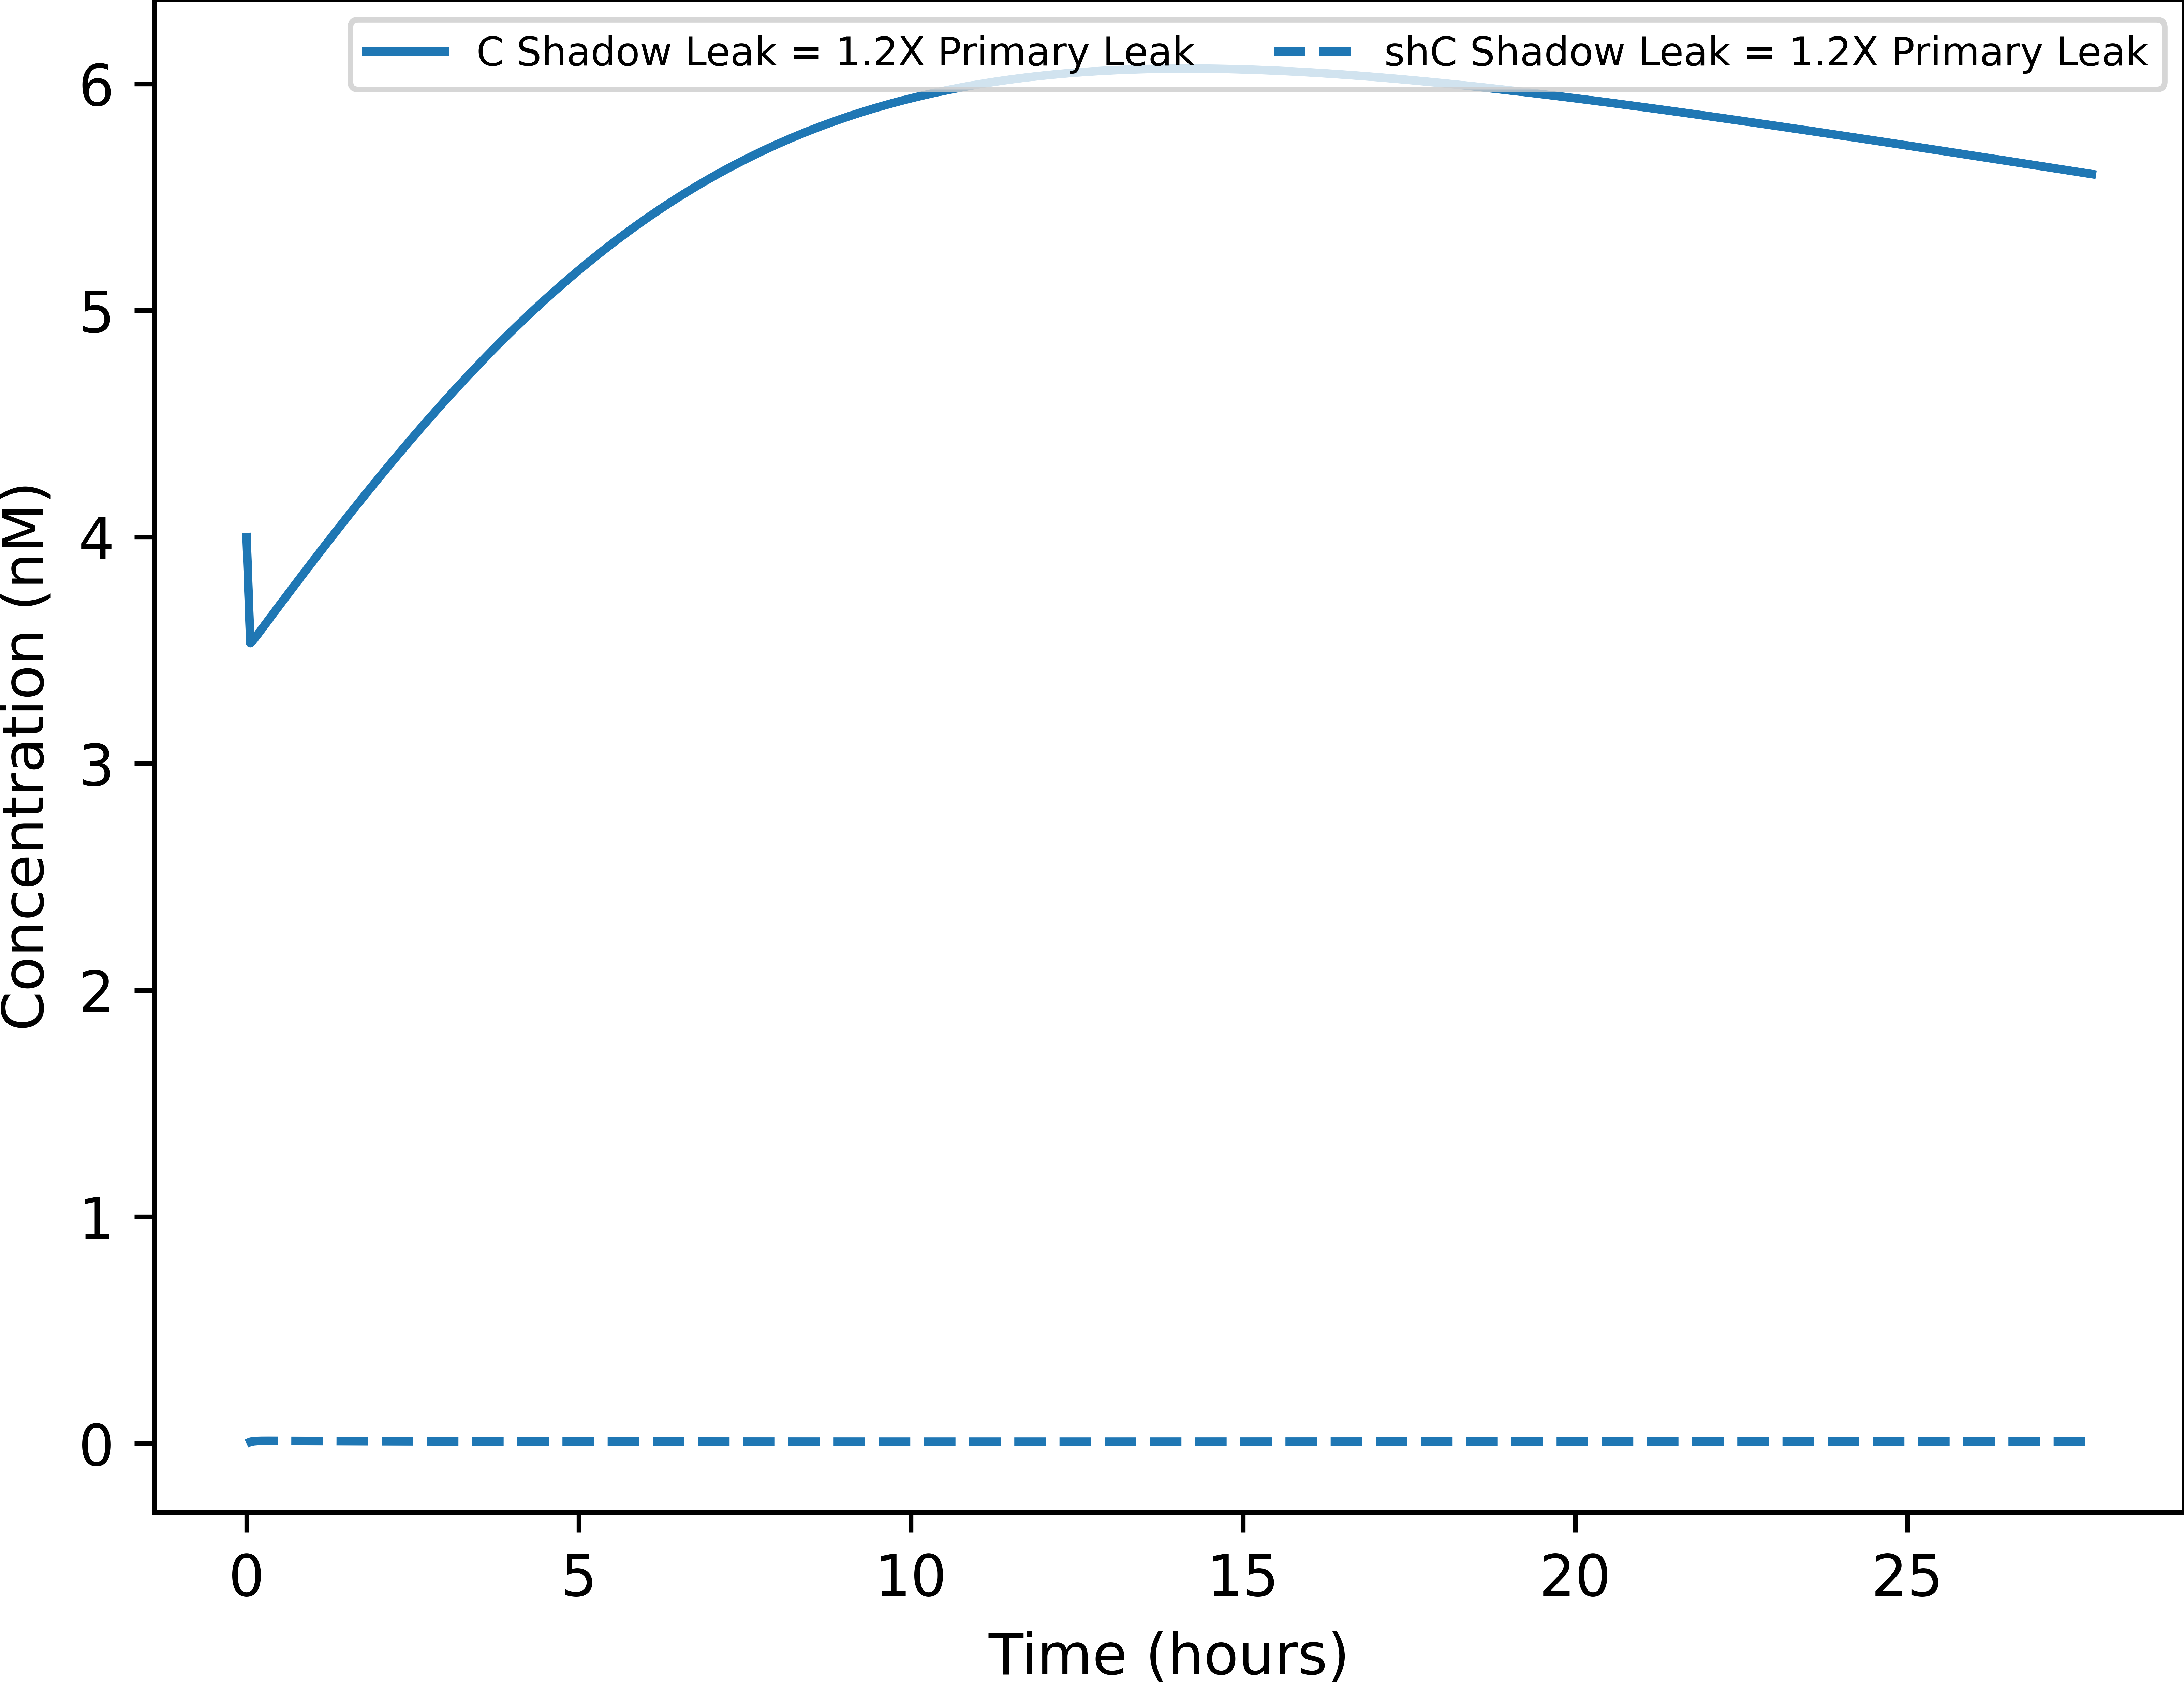 C Shadow Leak = 1.2X Primary Leak
shC Shadow Leak = 1.2X Primary Leak
6
5
4
3
2
1
0
Concentration (nM)
0 5 10 15 20 25
Time (hours)